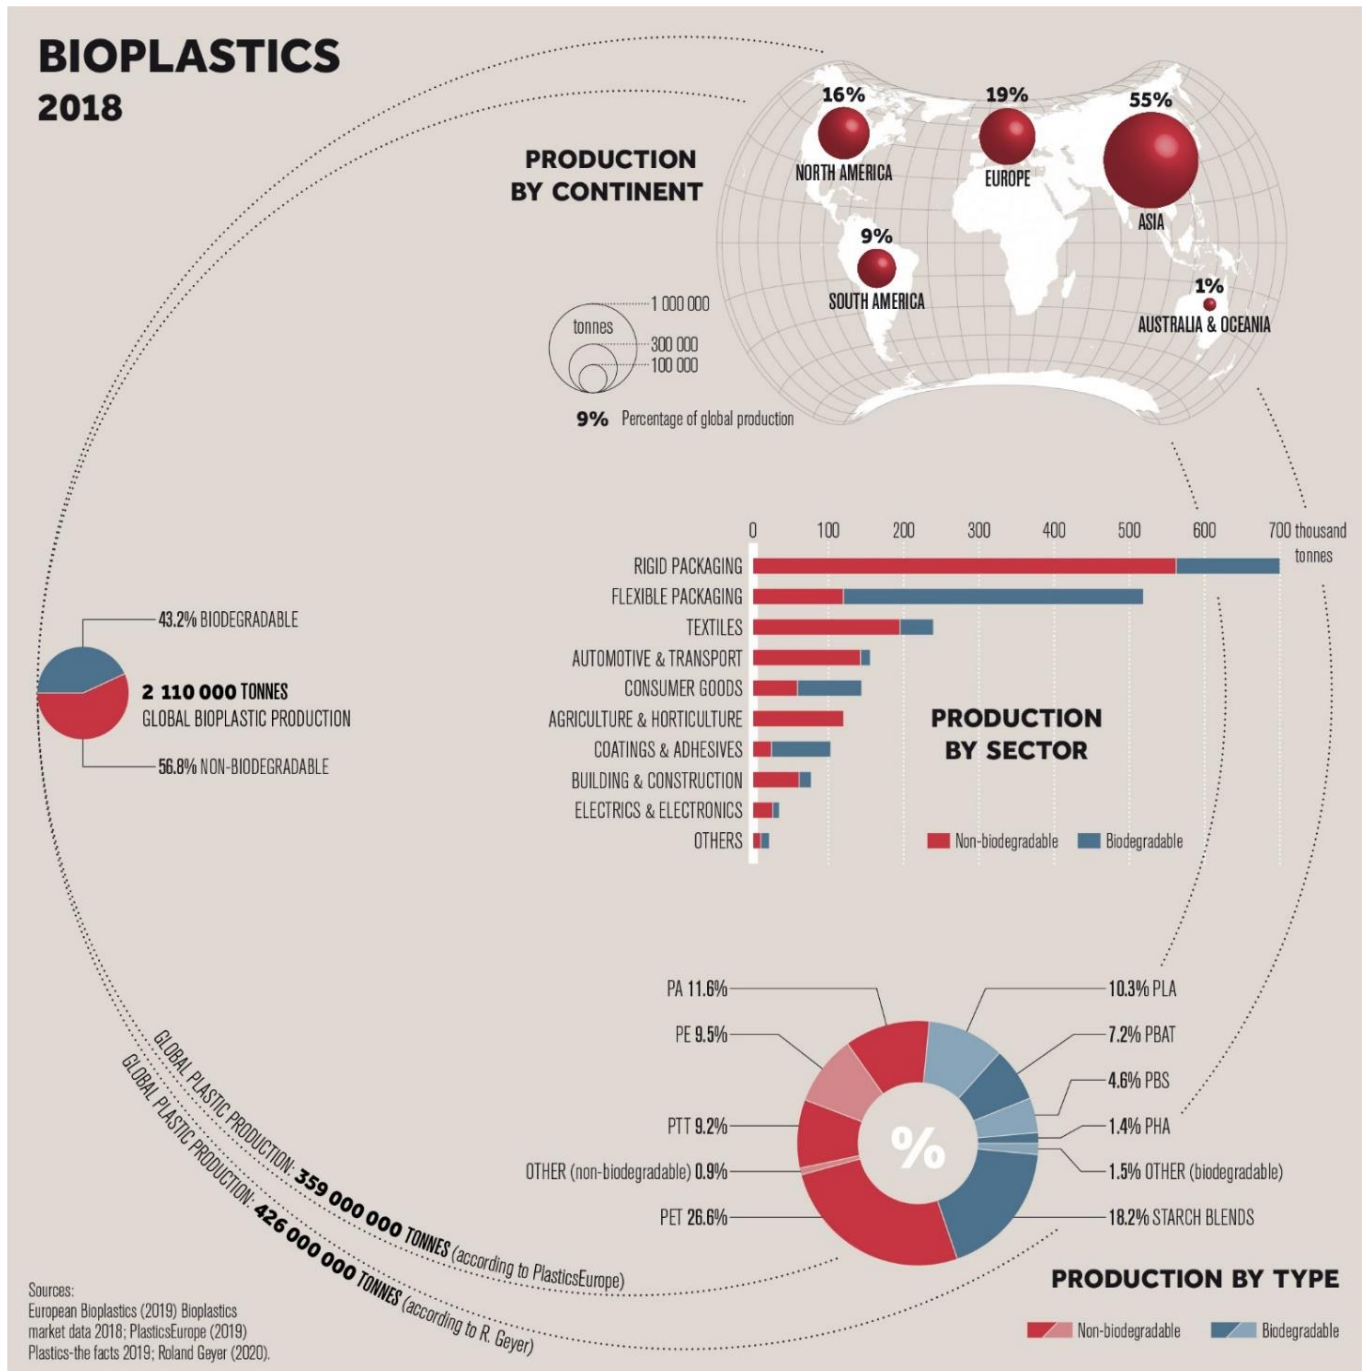 BIOPLASTICS
2018
PRODUCTION
BY CONTINENT
16%
NORTH AMERICA
19%
EUROPE
55%
ASIA
9%
SOUTH AMERICA
1%
AUSTRALIA & OCEANIA
tonnes
1 000 000
300 000
100 000
9% Percentage of global production
0 100 200 300 400 500 600 700 thousand
tonnes
RIGID PACKAGING
FLEXIBLE PACKAGING
TEXTILES
AUTOMOTIVE & TRANSPORT
CONSUMER GOODS
AGRICULTURE & HORTICULTURE
COATINGS & ADHESIVES
BUILDING & CONSTRUCTION
ELECTRICS & ELECTRONICS
OTHERS
PRODUCTION
BY SECTOR
Non-biodegradable Biodegradable
43.2% BIODEGRADABLE
2 110 000 TONNES
GLOBAL BIOPLASTIC PRODUCTION
56.8% NON-BIODEGRADABLE
PA 11.6%
PE 9.5%
PTT 9.2%
OTHER (non-biodegradable) 0.9%
PET 26.6%
%
10.3% PLA
7.2% PBAT
4.6% PBS
1.4% PHA
1.5% OTHER (biodegradable)
18.2% STARCH BLENDS
PRODUCTION BY TYPE
Non-biodegradable Biodegradable
GLOBAL PLASTIC PRODUCTION: 359 000 000 TONNES (according to PlasticsEurope)
GLOBAL PLASTIC PRODUCTION: 426 000 000 TONNES (according to R. Geyer)
Sources:
European Bioplastics (2019) Bioplastics
market data 2018; PlasticsEurope (2019)
Plastics-the facts 2019; Roland Geyer (2020).